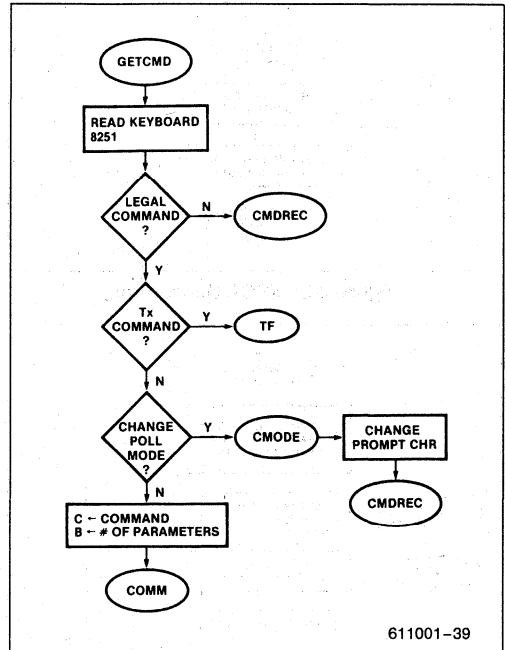 GETCMD
READ KEYBOARD
8251
LEGAL
COMMAND
?
N
CMDREC
Y
Tx
COMMAND
?
Y
TF
N
CHANGE
POLL
MODE
?
Y
CMODE
CHANGE
PROMPT CHR
CMDREC
N
C ← COMMAND
B ← # OF PARAMETERS
COMM
611001–39